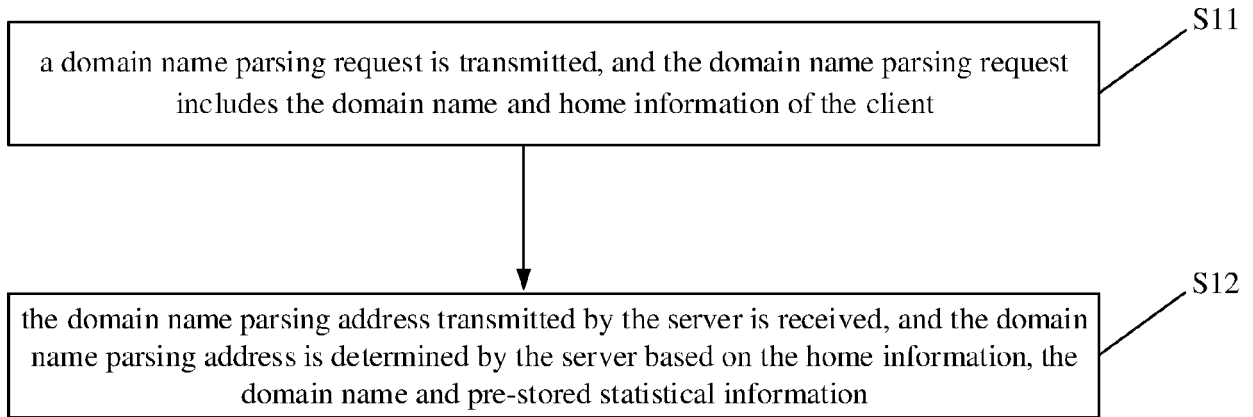 S11
a domain name parsing request is transmitted, and the domain name parsing request
includes the domain name and home information of the client
S12
the domain name parsing address transmitted by the server is received, and the domain
name parsing address is determined by the server based on the home information, the
domain name and pre-stored statistical information